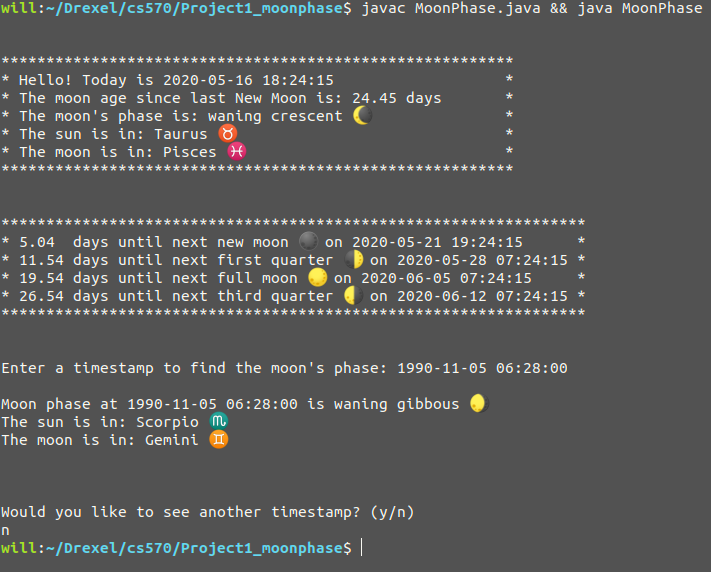 will:~/Drexel/cs570/Project1_moonphase$ javac MoonPhase.java && java MoonPhase
*********************************************************
* Hello! Today is 2020-05-16 18:24:15                   *
* The moon age since last New Moon is: 24.45 days       *
* The moon's phase is: waning crescent 🌘               *
* The sun is in: Taurus ♉                               *
* The moon is in: Pisces ♓                              *
*********************************************************
*****************************************************************
* 5.04  days until next new moon 🌑 on 2020-05-21 19:24:15      *
* 11.54 days until next first quarter 🌓 on 2020-05-28 07:24:15 *
* 19.54 days until next full moon 🌕 on 2020-06-05 07:24:15     *
* 26.54 days until next third quarter 🌗 on 2020-06-12 07:24:15 *
*****************************************************************
Enter a timestamp to find the moon's phase: 1990-11-05 06:28:00
Moon phase at 1990-11-05 06:28:00 is waning gibbous 🌖
The sun is in: Scorpio ♏
The moon is in: Gemini ♊
Would you like to see another timestamp? (y/n)
n
will:~/Drexel/cs570/Project1_moonphase$